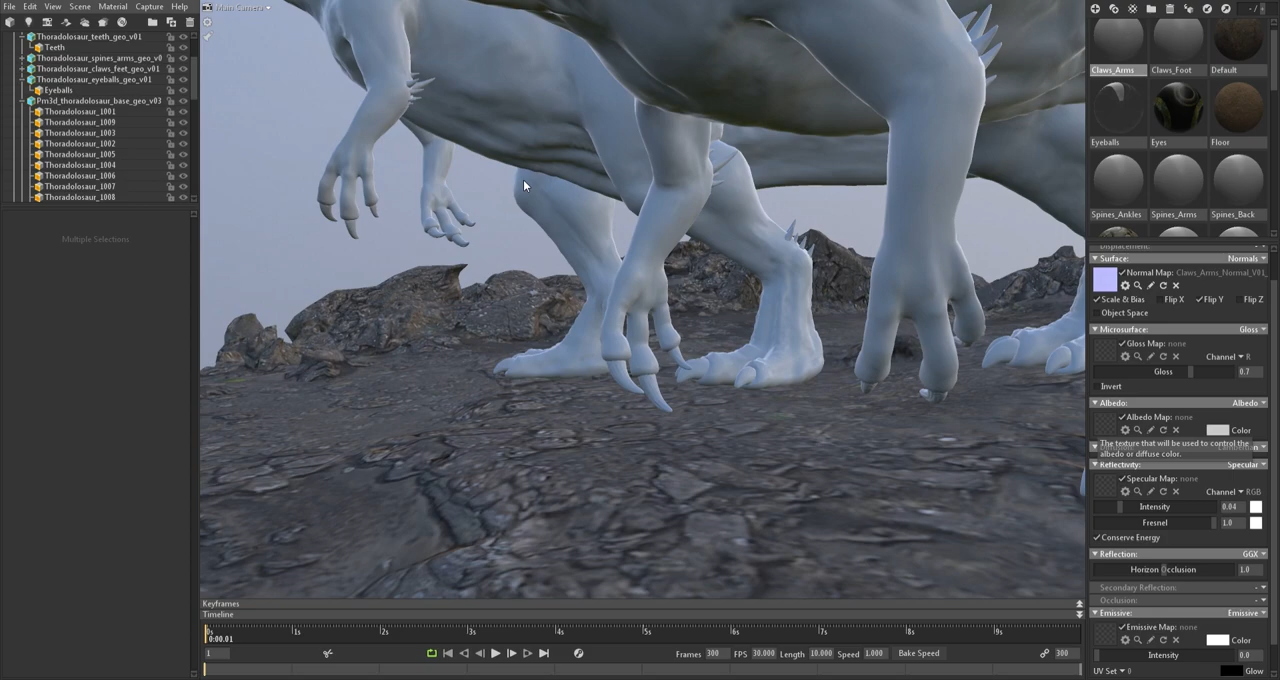 File Edit View Scene Material Capture Help
Main Camera
Thoradolosaur_teeth_geo_v01
Teeth
Thoradolosaur_spines_arms_geo_v0
Thoradolosaur_claws_feet_geo_v01
Thoradolosaur_eyeballs_geo_v01
Eyeballs
Pm3d_thoradolosaur_base_geo_v03
Thoradolosaur_1001
Thoradolosaur_1009
Thoradolosaur_1003
Thoradolosaur_1002
Thoradolosaur_1005
Thoradolosaur_1004
Thoradolosaur_1006
Thoradolosaur_1007
Thoradolosaur_1008
Multiple Selections
Claws_Arms Claws_Foot Default
Eyeballs Eyes Floor
Spines_Ankles Spines_Arms Spines_Back
Displacement:
Surface: Normals
Normal Map: Claws_Arms_Normal_V01_
Scale & Bias Flip X Flip Y Flip Z
Object Space
Microsurface: Gloss
Gloss Map: none
Channel R
Gloss 0.7
Invert
Albedo: Albedo
Albedo Map: none
Color
The texture that will be used to control the
albedo or diffuse color.
Reflectivity: Specular
Specular Map: none
Channel RGB
Intensity 0.04
Fresnel 1.0
Conserve Energy
Reflection: GGX
Horizon Occlusion 1.0
Secondary Reflection:
Occlusion:
Emissive: Emissive
Emissive Map: none
Color
Intensity 0.0
UV Set 0 Glow
Keyframes
Timeline
0s 1s 2s 3s 4s 5s 6s 7s 8s 9s
0:00.01
1 Frames 300 FPS 30.000 Length 10.000 Speed 1.000 Bake Speed 300